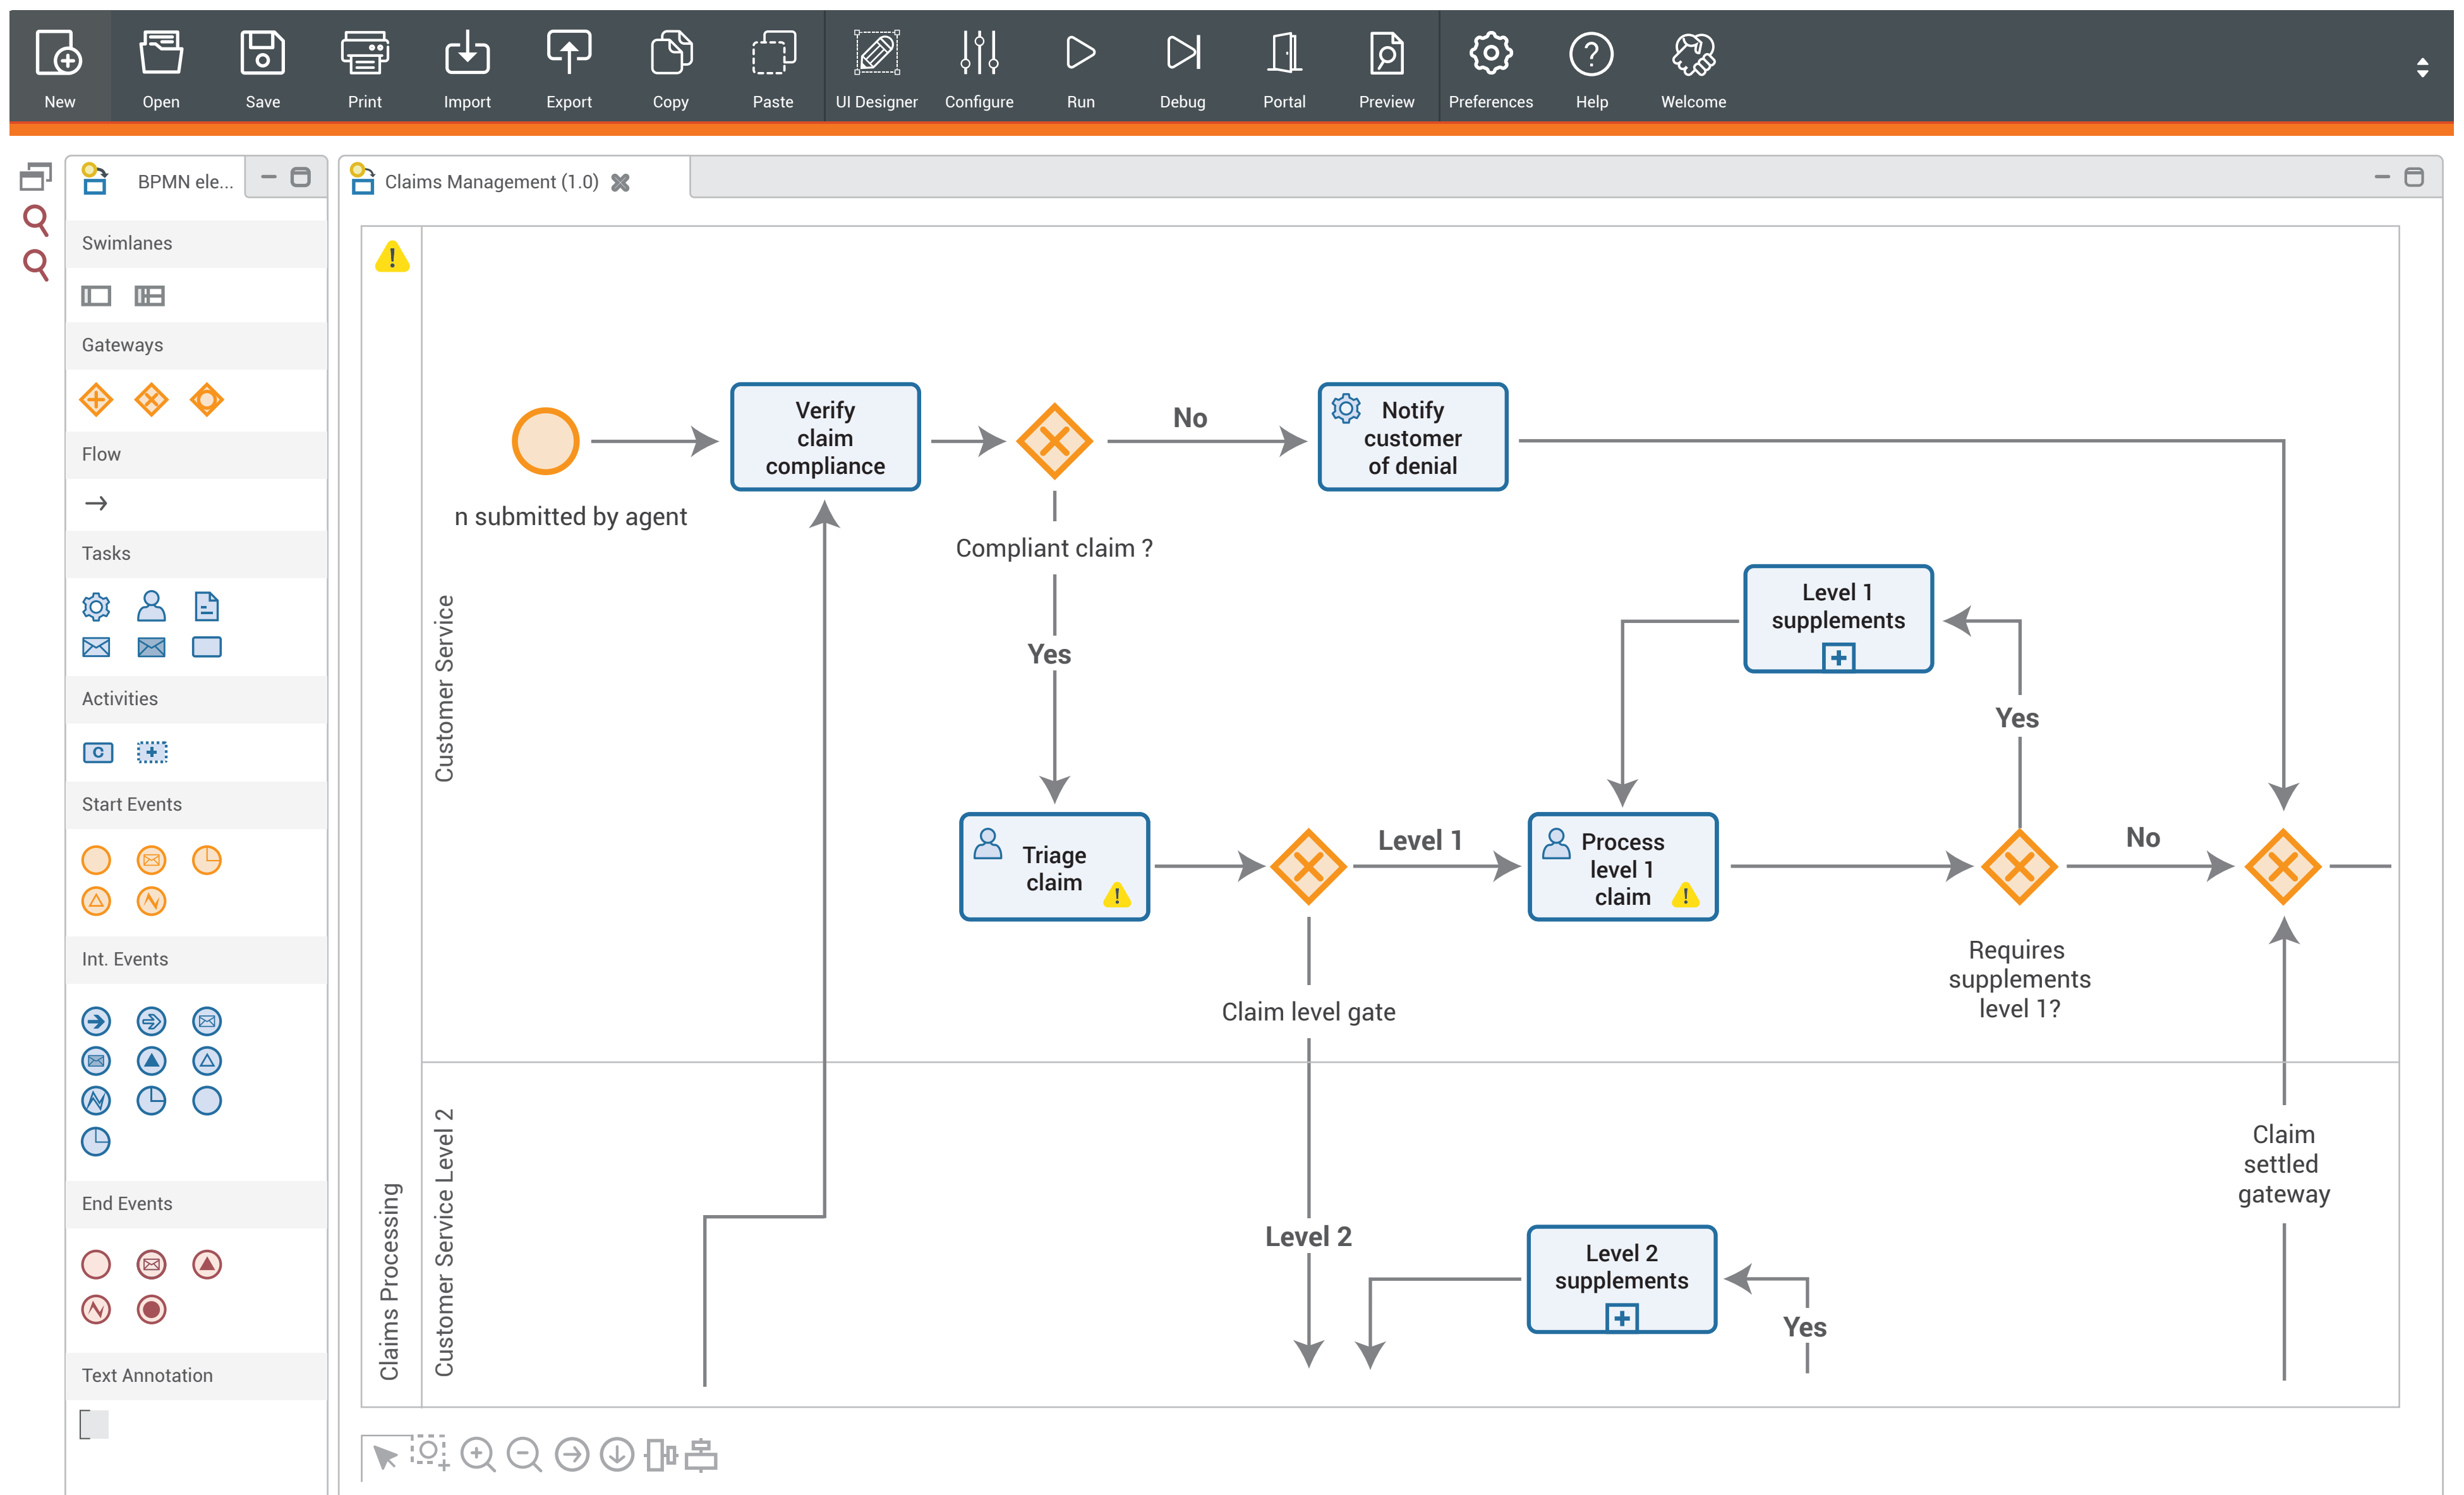 New
Open
Save
Print
Import
Export
Copy
Paste
UI Designer
Configure
Run
Debug
Portal
Preview
Preferences
Help
Welcome
BPMN ele...
Claims Management (1.0)
Swimlanes
Gateways
Flow
Tasks
Activities
Start Events
Int. Events
End Events
Text Annotation
Claims Processing
Customer Service
Customer Service Level 2
n submitted by agent
Verify
claim
compliance
No
Notify
customer
of denial
Compliant claim ?
Yes
Level 1
supplements
Yes
Triage
claim
Level 1
Process
level 1
claim
No
Requires
supplements
level 1?
Claim level gate
Claim
settled
gateway
Level 2
Level 2
supplements
Yes